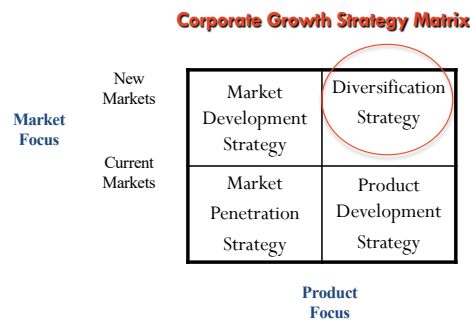 Corporate Growth Strategy Matrix
New
Markets
Market
Development
Strategy
Diversification
Strategy
Market
Focus
Current
Markets
Market
Penetration
Strategy
Product
Development
Strategy
Product
Focus